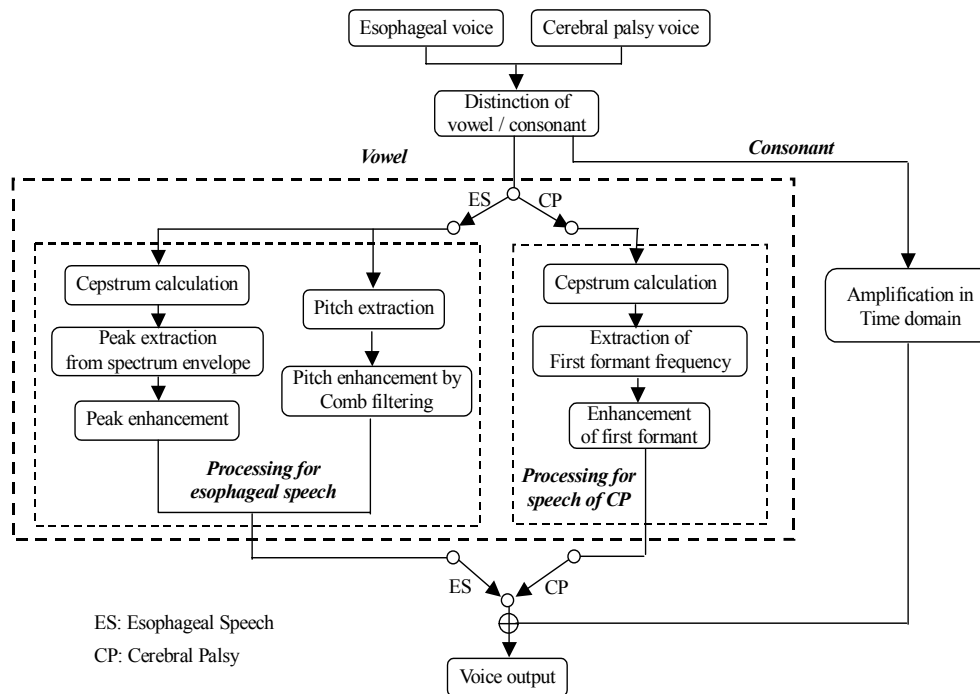 Esophageal voice
Cerebral palsy voice
Distinction of
vowel / consonant
Vowel
Consonant
ES
CP
Cepstrum calculation
Peak extraction
from spectrum envelope
Peak enhancement
Pitch extraction
Pitch enhancement by
Comb filtering
Processing for
esophageal speech
Cepstrum calculation
Extraction of
First formant frequency
Enhancement
of first formant
Processing for
speech of CP
Amplification in
Time domain
ES
CP
ES: Esophageal Speech
CP: Cerebral Palsy
Voice output